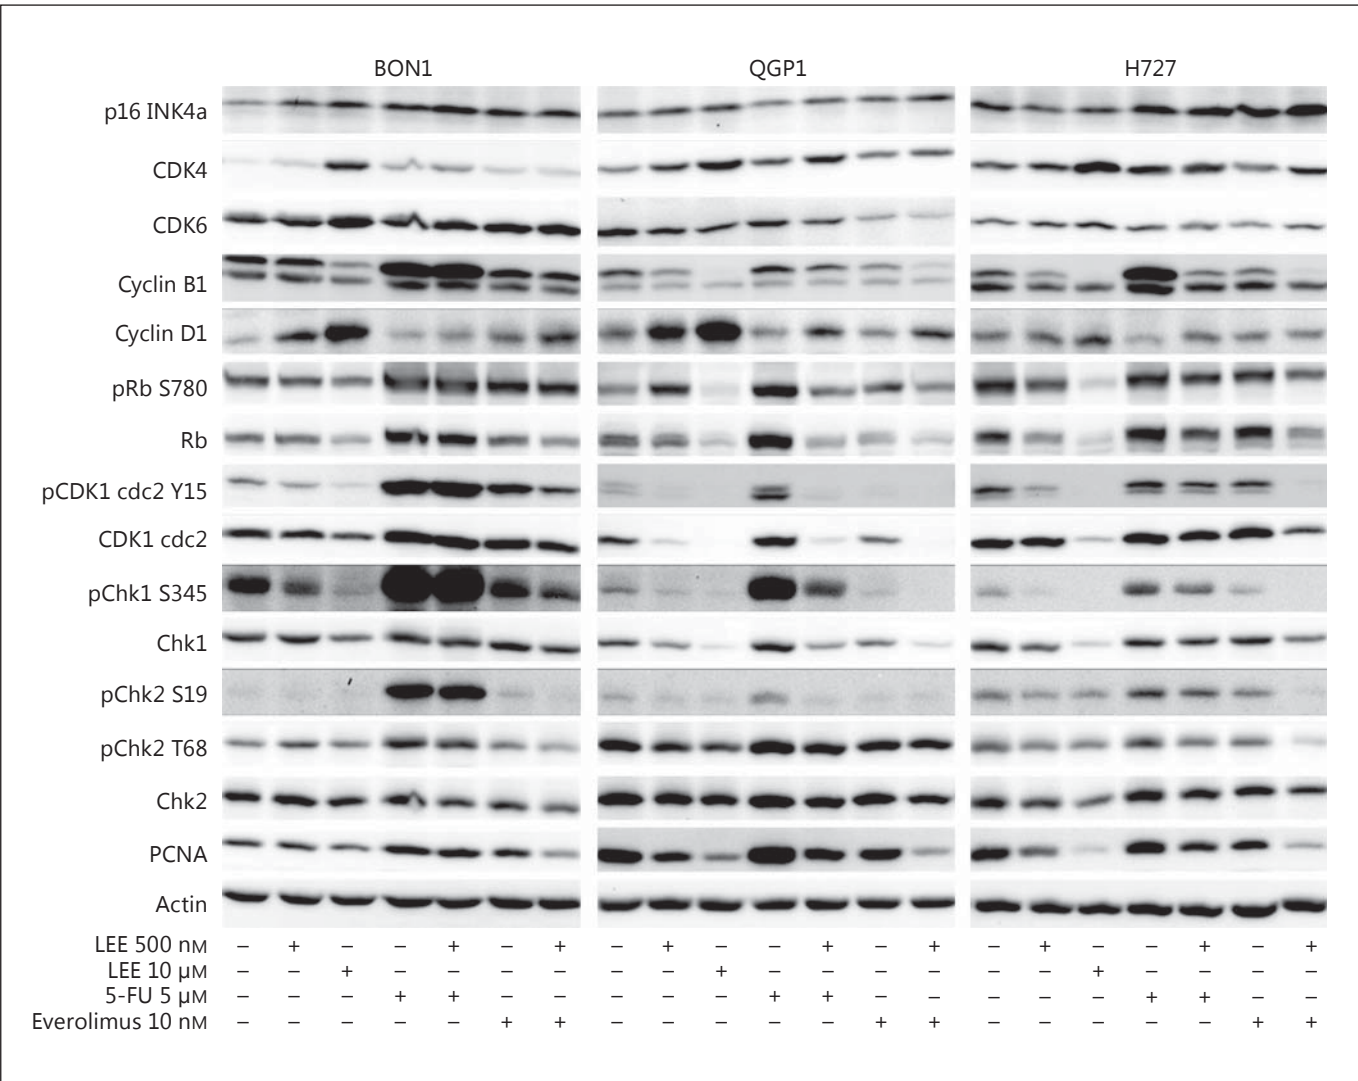 BON1 QGP1 H727
p16 INK4a
CDK4
CDK6
Cyclin B1
Cyclin D1
pRb S780
Rb
pCDK1 cdc2 Y15
CDK1 cdc2
pChk1 S345
Chk1
pChk2 S19
pChk2 T68
Chk2
PCNA
Actin
LEE 500 nM – + – – + – + – + – – + – + – + – – + – +
LEE 10 µM – – + – – – – – – + – – – – – – + – – – –
5-FU 5 µM – – – + + – – – – – + + – – – – – + + – –
Everolimus 10 nM – – – – – + + – – – – – + + – – – – – + +